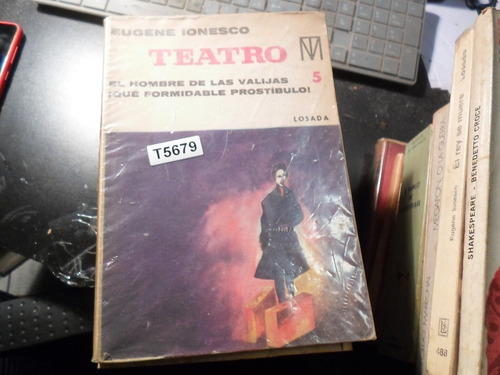 EUGENE IONESCO
TEATRO
EL HOMBRE DE LAS VALIJAS
¡QUE FORMIDABLE PROSTÍBULO!
5
LOSADA
T5679
Eugène Ionesco El rey se muere Losada
SHAKESPEARE - BENEDETTO CROCE
488